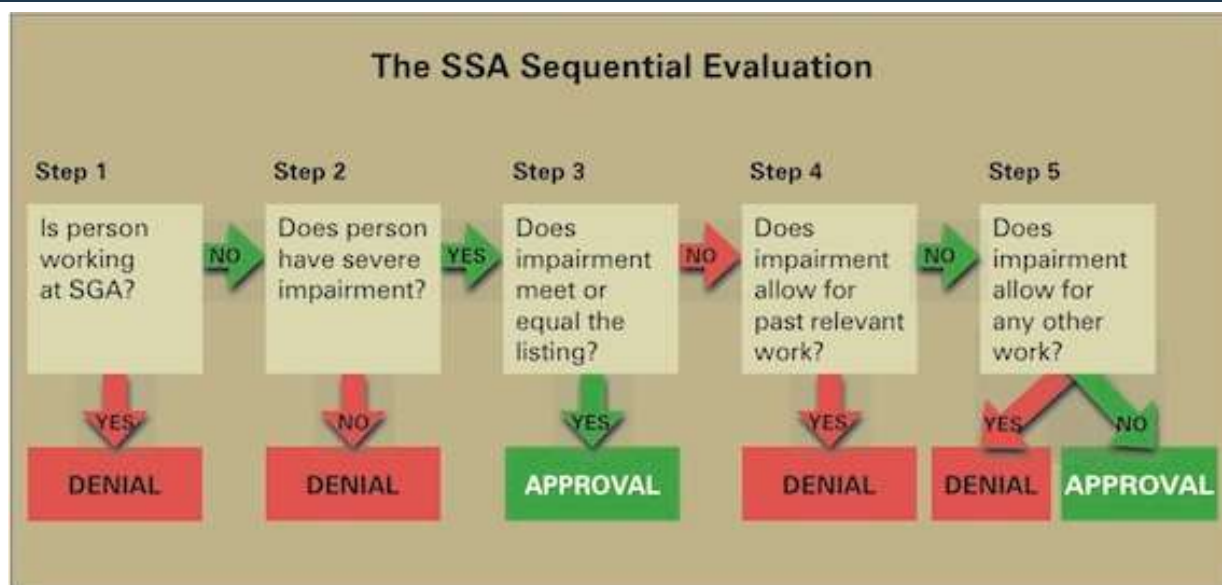 The SSA Sequential Evaluation
Step 1
Is person
working
at SGA?
NO
YES
DENIAL
Step 2
Does person
have severe
impairment?
YES
NO
DENIAL
Step 3
Does
impairment
meet or
equal the
listing?
NO
YES
APPROVAL
Step 4
Does
impairment
allow for
past relevant
work?
NO
YES
DENIAL
Step 5
Does
impairment
allow for
any other
work?
YES
NO
DENIAL
APPROVAL